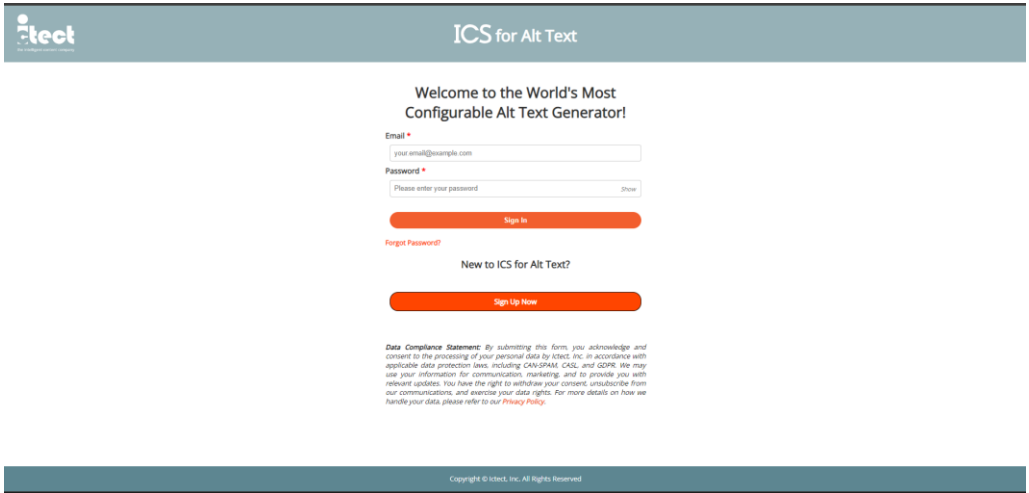 ictect
the intelligent content company
ICS for Alt Text
Welcome to the World's Most
Configurable Alt Text Generator!
Email *
your.email@example.com
Password *
Please enter your password Show
Sign In
Forgot Password?
New to ICS for Alt Text?
Sign Up Now
Data Compliance Statement: By submitting this form, you acknowledge and
consent to the processing of your personal data by Ictect, Inc. in accordance with
applicable data protection laws, including CAN-SPAM, CASL, and GDPR. We may
use your information for communication, marketing, and to provide you with
relevant updates. You have the right to withdraw your consent, unsubscribe from
our communications, and exercise your data rights. For more details on how we
handle your data, please refer to our Privacy Policy.
Copyright © Ictect, Inc. All Rights Reserved